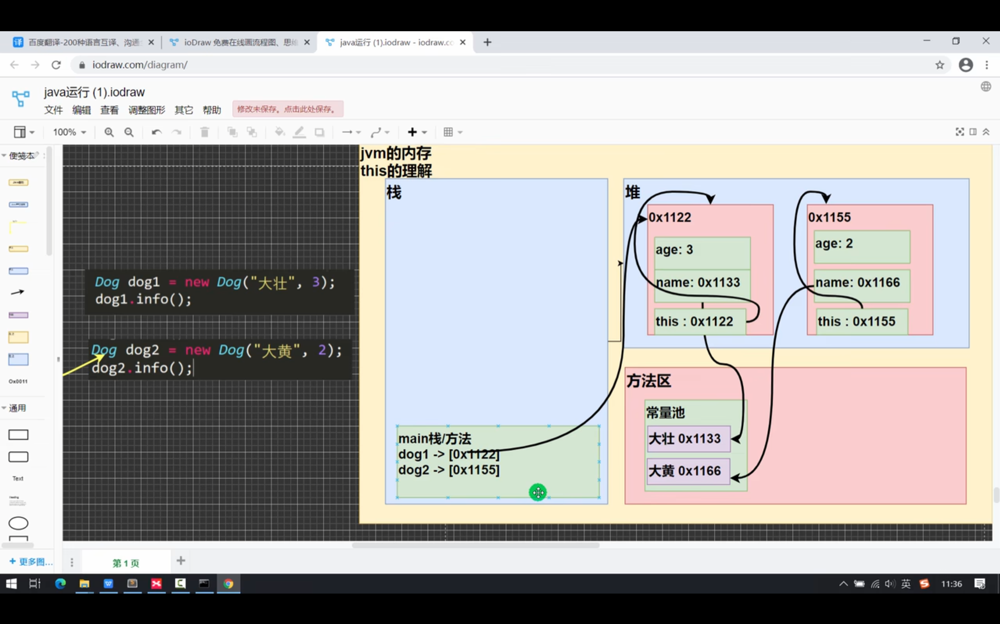 译 百度翻译-200种语言互译、沟通
ioDraw 免费在线画流程图、思维
java运行 (1).iodraw - iodraw.co
iodraw.com/diagram/
java运行 (1).iodraw
文件 编辑 查看 调整图形 其它 帮助
修改未保存。点击此处保存。
100%
便笺本
Ox0011
通用
Text
Heading
更多图...
jvm的内存
this的理解
栈
堆
0x1122
age: 3
name: 0x1133
this : 0x1122
0x1155
age: 2
name: 0x1166
this : 0x1155
Dog dog1 = new Dog("大壮", 3);
dog1.info();
Dog dog2 = new Dog("大黄", 2);
dog2.info();
方法区
常量池
大壮 0x1133
大黄 0x1166
main栈/方法
dog1 -> [0x1122]
dog2 -> [0x1155]
第 1 页
英
11:36